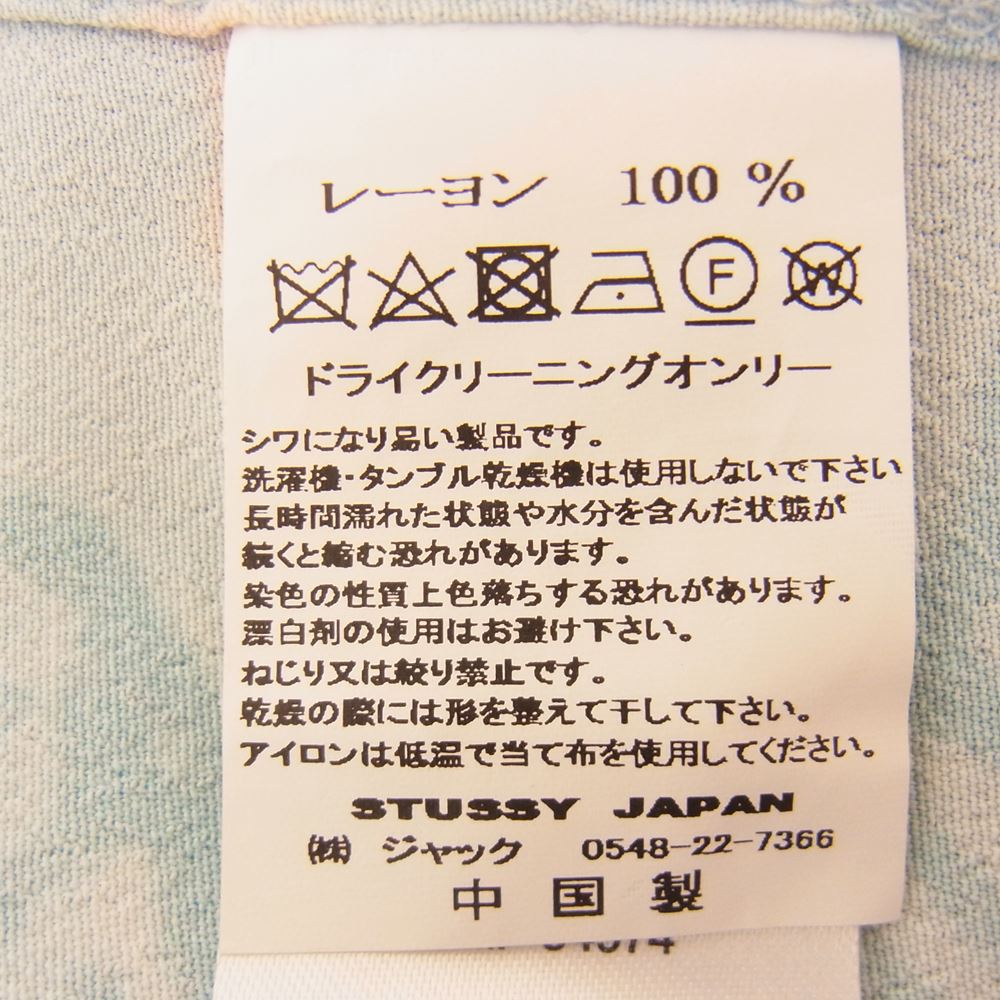 レーヨン 100 %
F W
ドライクリーニングオンリー
シワになり易い製品です。
洗濯機・タンブル乾燥機は使用しないで下さい
長時間濡れた状態や水分を含んだ状態が
続くと縮む恐れがあります。
染色の性質上色落ちする恐れがあります。
漂白剤の使用はお避け下さい。
ねじり又は絞り禁止です。
乾燥の際には形を整えて干して下さい。
アイロンは低温で当て布を使用してください。
STUSSY JAPAN
㈱ ジャック 0548-22-7366
中国製